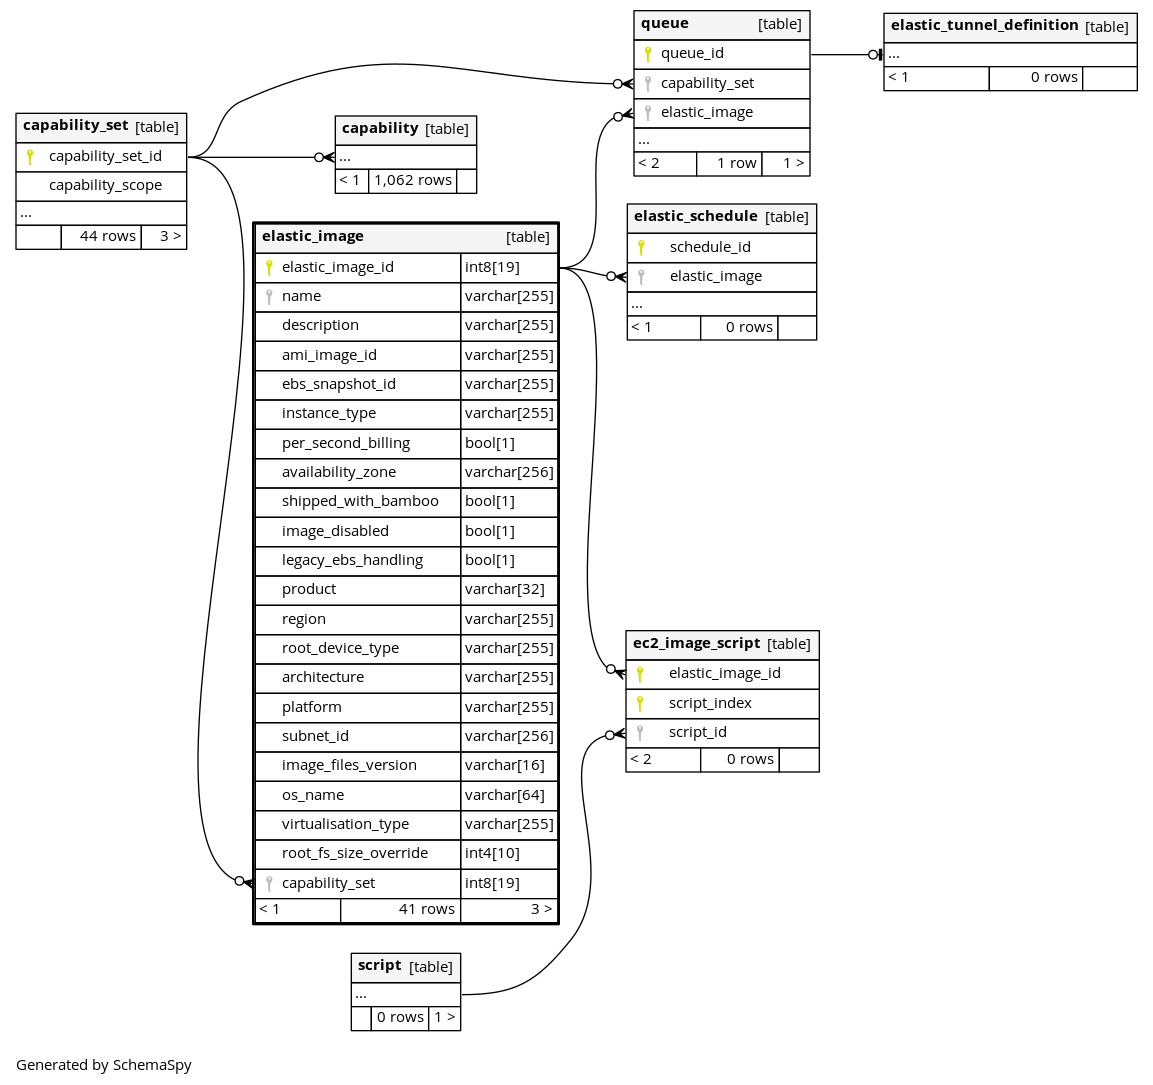 queue [table]
queue_id
capability_set
elastic_image
...
< 2 1 row 1 >
elastic_tunnel_definition [table]
...
< 1 0 rows
capability_set [table]
capability_set_id
capability_scope
...
44 rows 3 >
capability [table]
...
< 1 1,062 rows
elastic_schedule [table]
schedule_id
elastic_image
...
< 1 0 rows
elastic_image [table]
elastic_image_id int8[19]
name varchar[255]
description varchar[255]
ami_image_id varchar[255]
ebs_snapshot_id varchar[255]
instance_type varchar[255]
per_second_billing bool[1]
availability_zone varchar[256]
shipped_with_bamboo bool[1]
image_disabled bool[1]
legacy_ebs_handling bool[1]
product varchar[32]
region varchar[255]
root_device_type varchar[255]
architecture varchar[255]
platform varchar[255]
subnet_id varchar[256]
image_files_version varchar[16]
os_name varchar[64]
virtualisation_type varchar[255]
root_fs_size_override int4[10]
capability_set int8[19]
< 1 41 rows 3 >
ec2_image_script [table]
elastic_image_id
script_index
script_id
< 2 0 rows
script [table]
...
0 rows 1 >
Generated by SchemaSpy